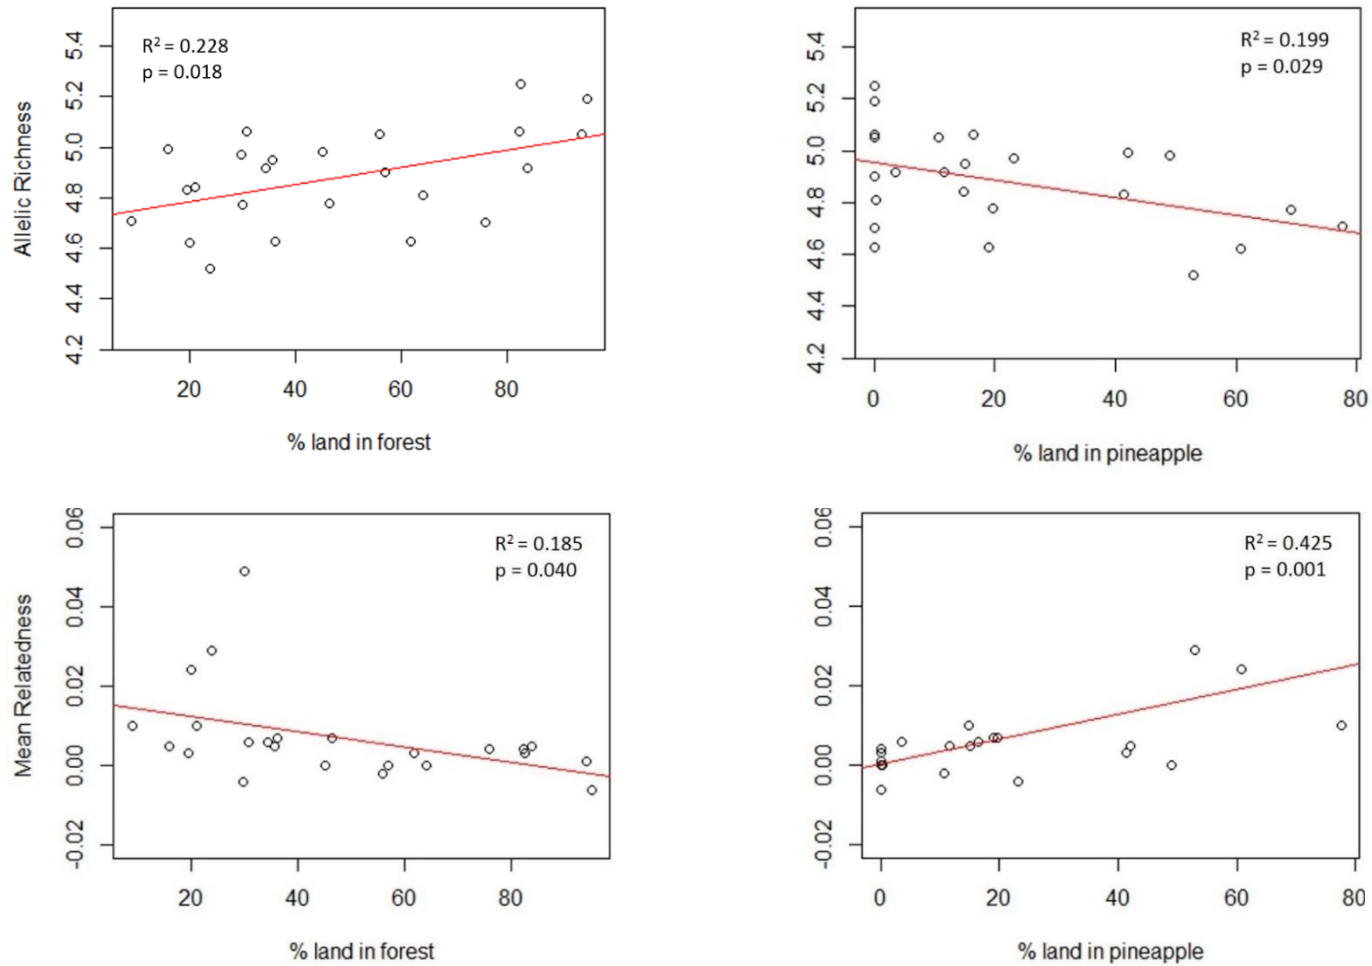 R² = 0.228
p = 0.018
Allelic Richness
5.4
5.2
5.0
4.8
4.6
4.4
4.2
20 40 60 80
% land in forest
R² = 0.199
p = 0.029
5.4
5.2
5.0
4.8
4.6
4.4
4.2
0 20 40 60 80
% land in pineapple
R² = 0.185
p = 0.040
Mean Relatedness
0.06
0.04
0.02
0.00
-0.02
20 40 60 80
% land in forest
R² = 0.425
p = 0.001
0.06
0.04
0.02
0.00
-0.02
0 20 40 60 80
% land in pineapple